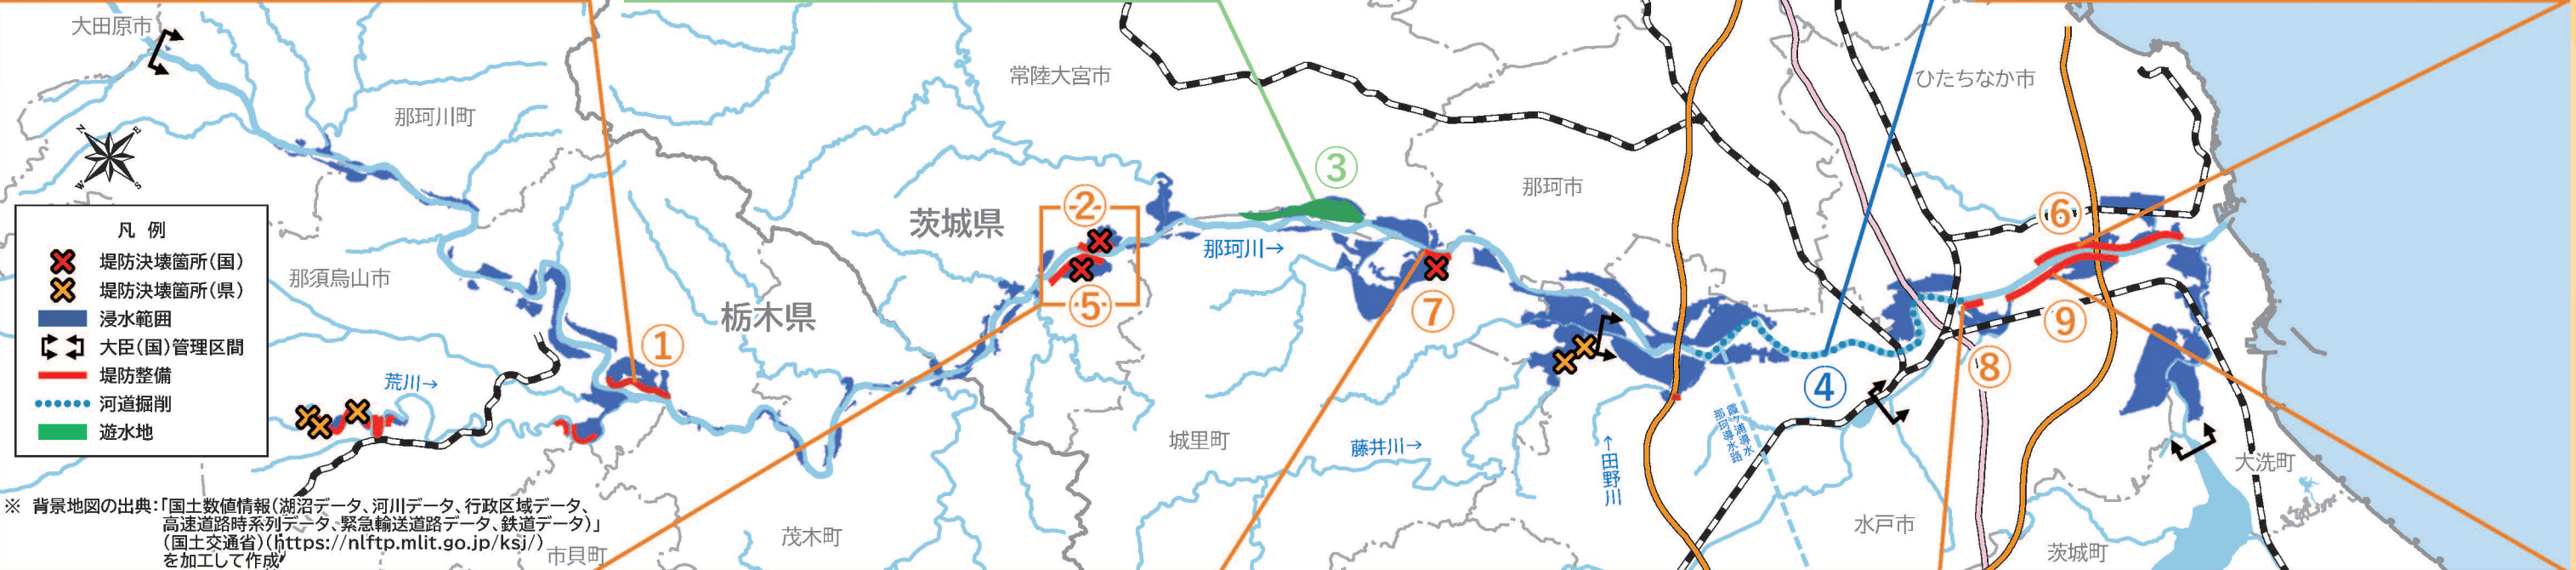 大田原市
那珂川町
常陸大宮市
ひたちなか市
N
E
W
S
凡 例
堤防決壊箇所(国)
堤防決壊箇所(県)
浸水範囲
大臣(国)管理区間
堤防整備
河道掘削
遊水地
那須烏山市
荒川→
①
栃木県
茨城県
②
⑤
③
那珂川→
那珂市
⑦
⑥
⑨
⑧
④
霞ヶ浦導水
那珂導水路
城里町
藤井川→
←田野川
水戸市
大洗町
茨城町
茂木町
市貝町
※ 背景地図の出典:「国土数値情報(湖沼データ、河川データ、行政区域データ、
高速道路時系列データ、緊急輸送道路データ、鉄道データ)」
(国土交通省)(https://nlftp.mlit.go.jp/ksj/)
を加工して作成